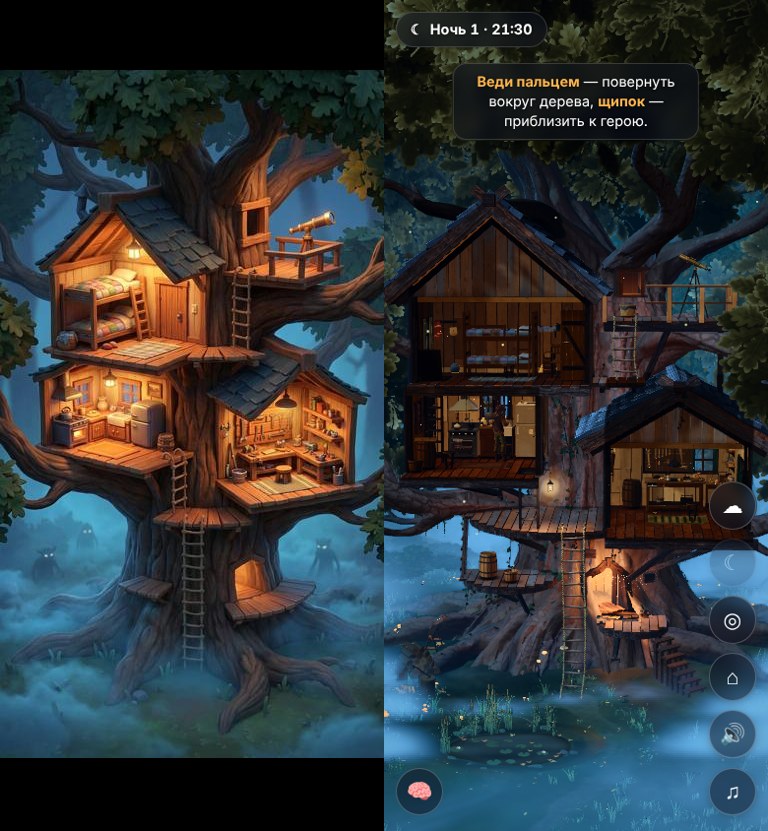 Ночь 1 · 21:30
Веди пальцем — повернуть
вокруг дерева, щипок —
приблизить к герою.